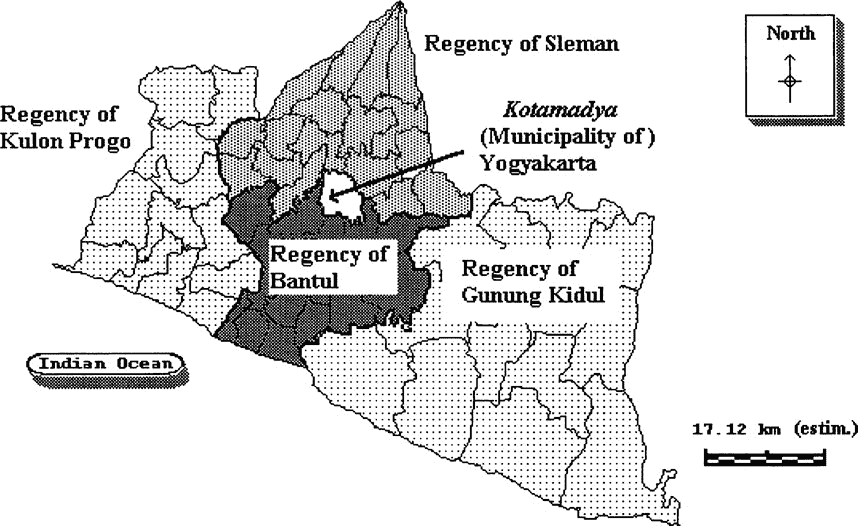 Regency of Sleman
North
Regency of
Kulon Progo
Kotamadya
(Municipality of)
Yogyakarta
Regency of
Bantul
Regency of
Gunung Kidul
Indian Ocean
17.12 km (estim.)